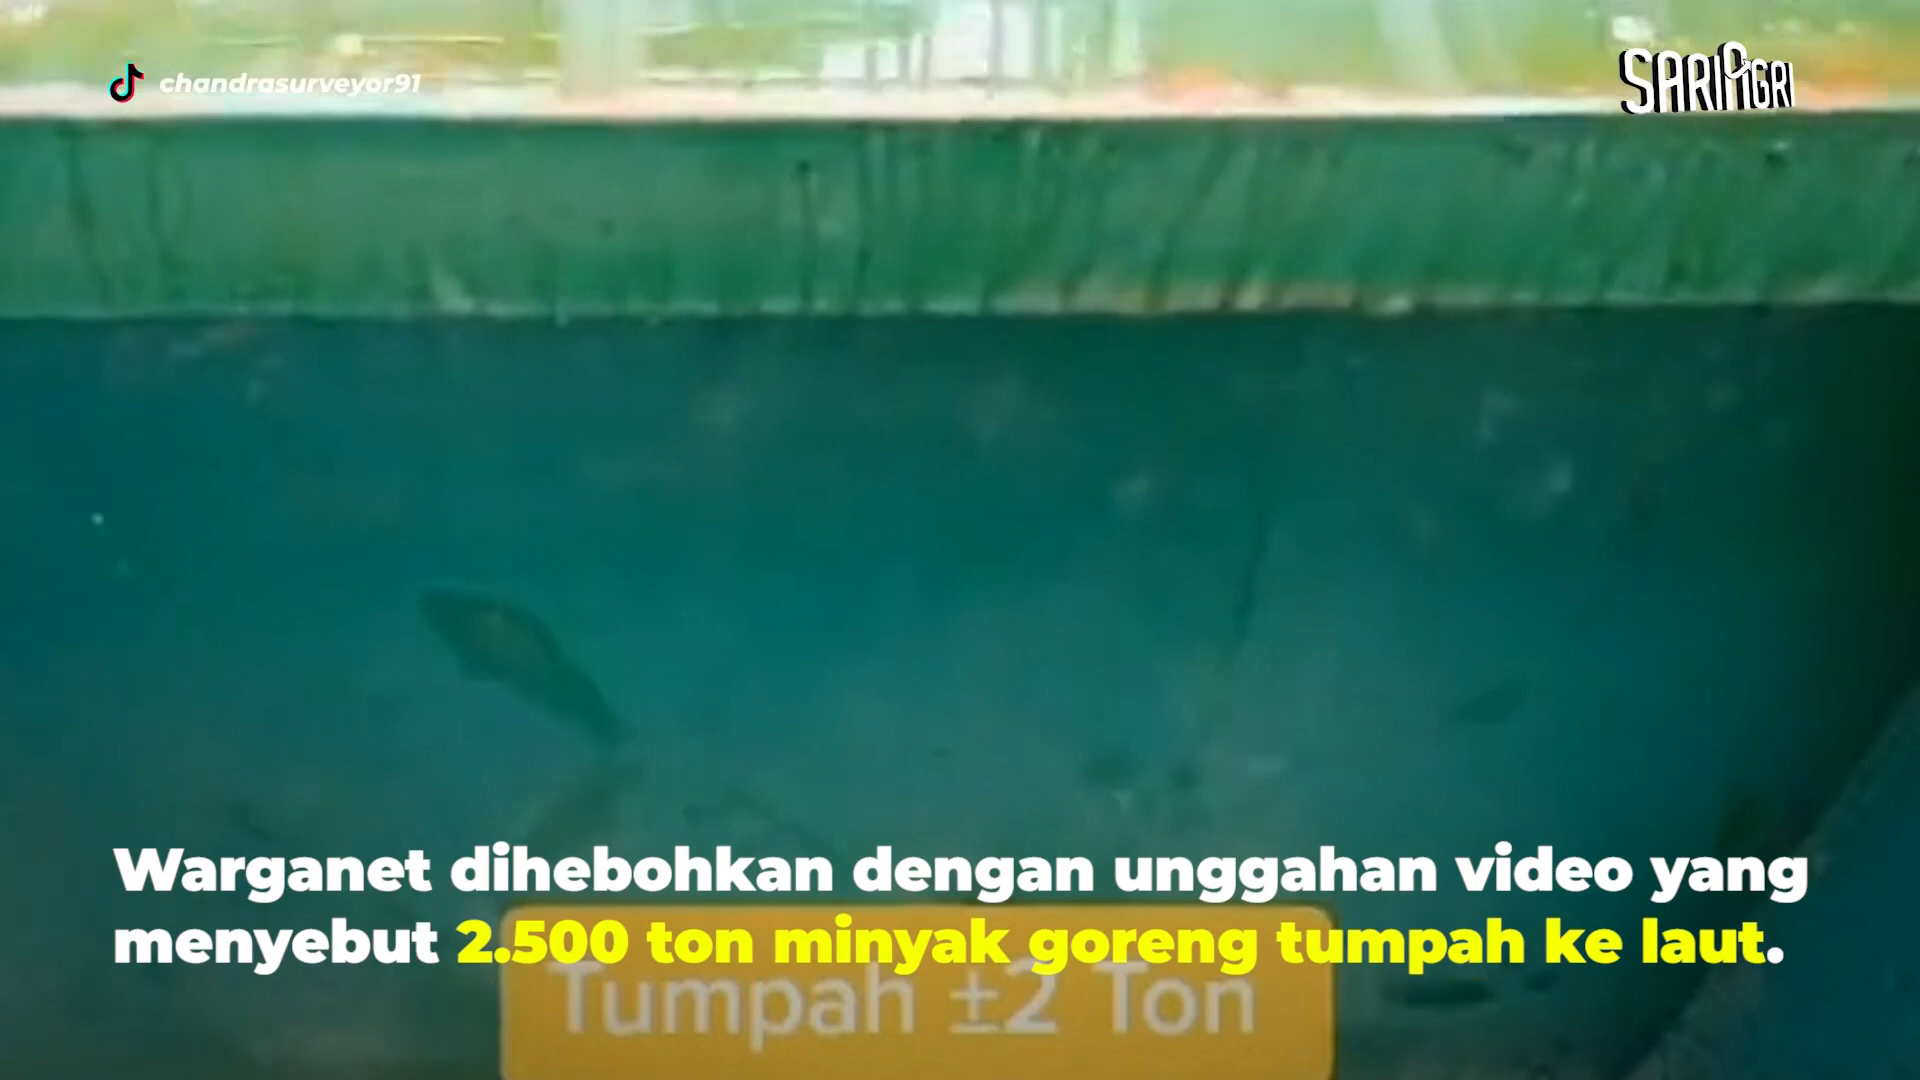 chandrasurveyor91
SARIAGRI
Warganet dihebohkan dengan unggahan video yang
menyebut 2.500 ton minyak goreng tumpah ke laut.
Tumpah ±2 Ton